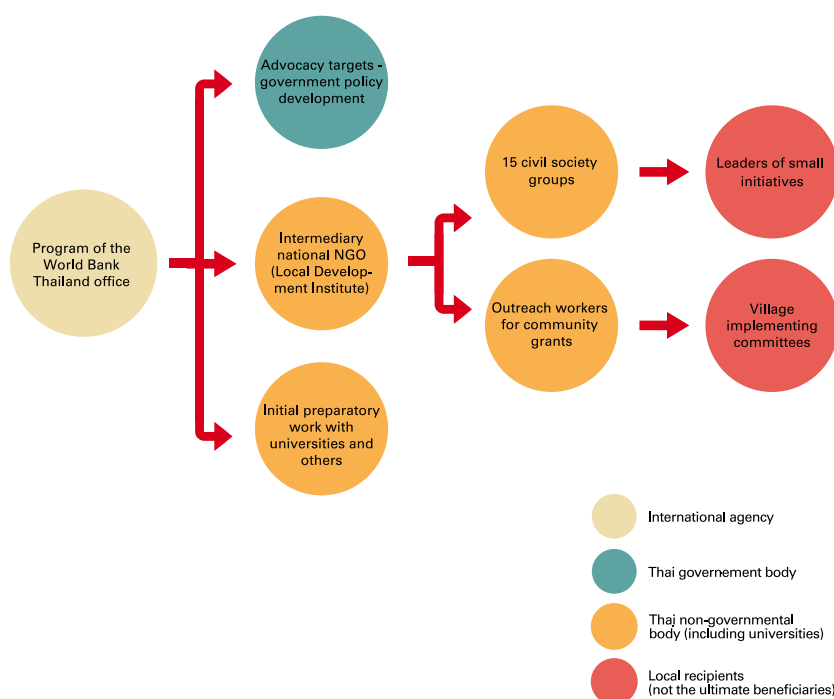 Advocacy targets -
government policy
development
15 civil society
groups
Leaders of small
initiatives
Program of the
World Bank
Thailand office
Intermediary
national NGO
(Local Develop-
ment Institute)
Outreach workers
for community
grants
Village
implementing
committees
Initial preparatory
work with
universities and
others
International agency
Thai governement body
Thai non-governmental
body (including universities)
Local recipients
(not the ultimate beneficiaries)